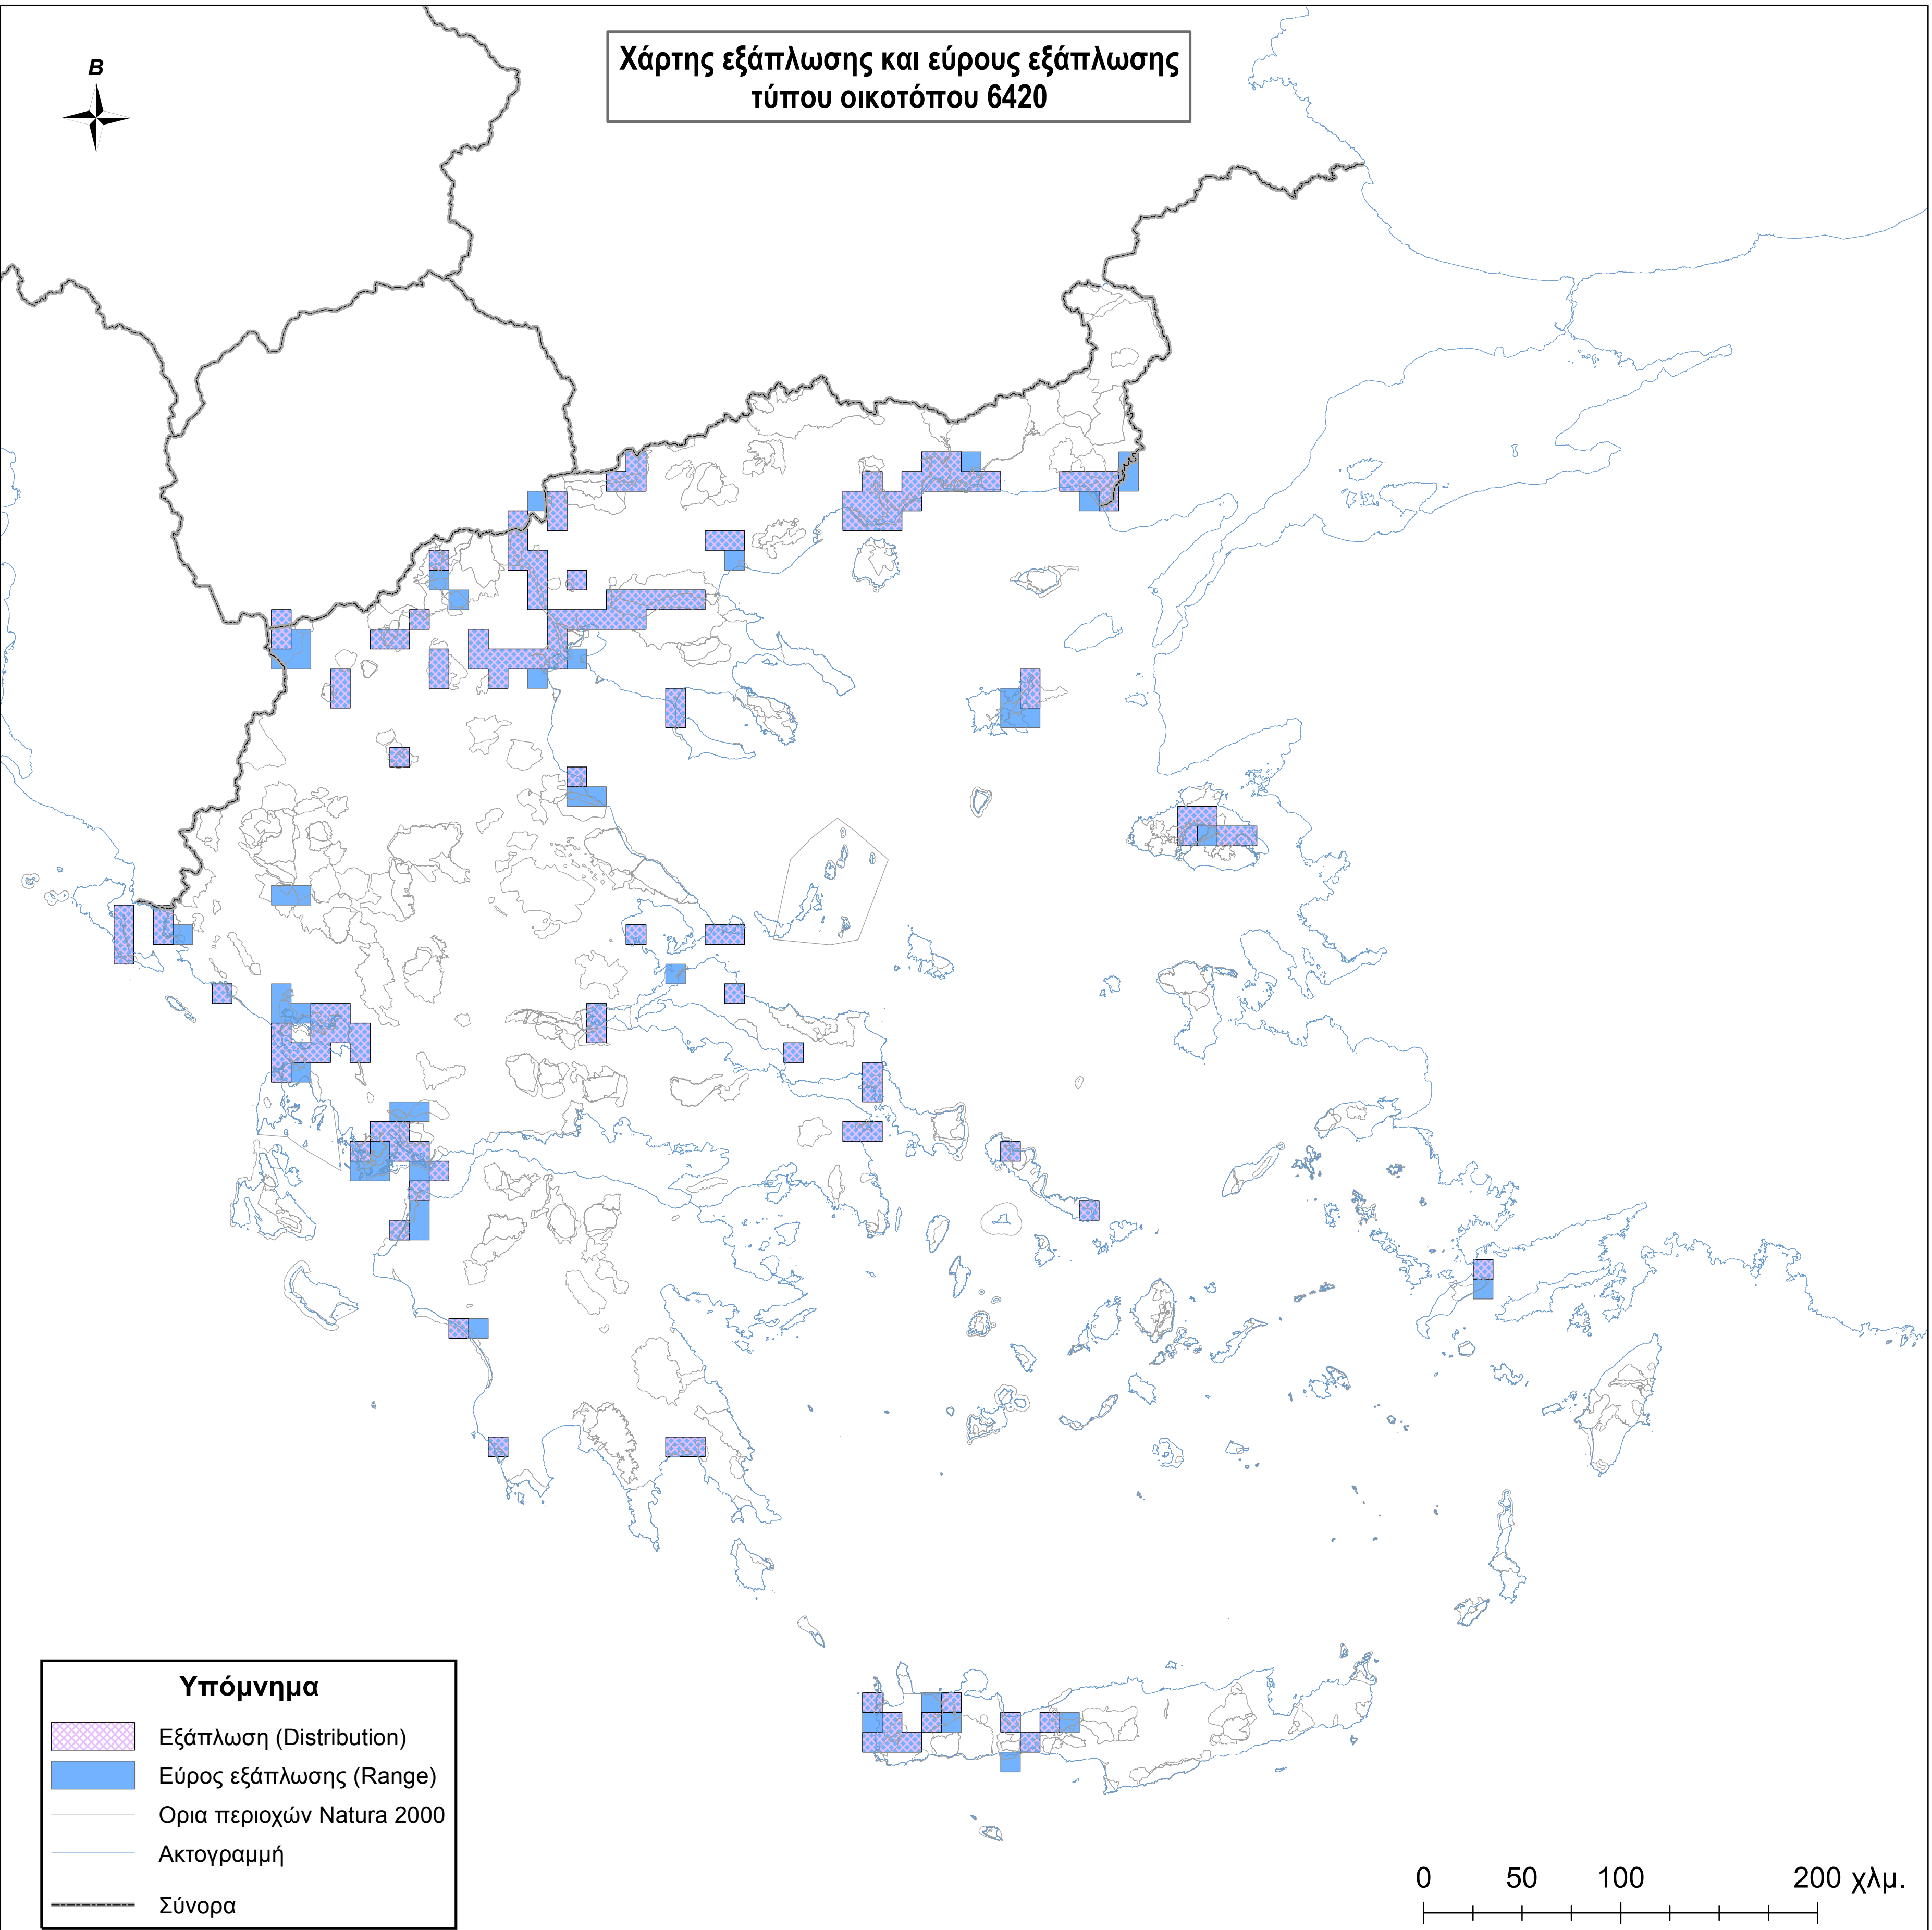 Χάρτης εξάπλωσης και εύρους εξάπλωσης
τύπου οικοτόπου 6420
Β
Υπόμνημα
Εξάπλωση (Distribution)
Εύρος εξάπλωσης (Range)
Ορια περιοχών Natura 2000
Ακτογραμμή
Σύνορα
0 50 100 200 χλμ.